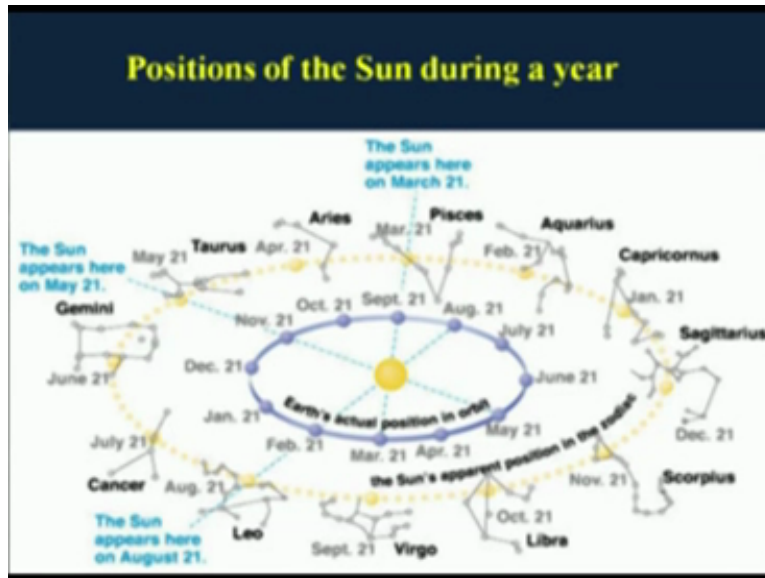 Positions of the Sun during a year
The Sun
appears here
on March 21.
Aries
Mar. 21
Pisces
Aquarius
The Sun
appears here
on May 21.
May 21
Taurus
Apr. 21
Feb. 21
Capricornus
Gemini
Oct. 21
Sept. 21
Aug. 21
Jan. 21
Nov. 21
July 21
Sagittarius
June 21
Dec. 21
June 21
Earth's actual position in orbit
Jan. 21
May 21
July 21
Feb. 21
Mar. 21
Apr. 21
the Sun's apparent position in the zodiac
Dec. 21
Cancer
Aug. 21
Nov. 21
Scorpius
The Sun
appears here
on August 21.
Leo
Sept. 21
Virgo
Oct. 21
Libra